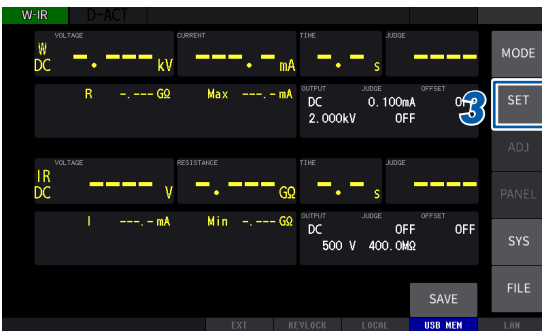 W-IR D-ACT
VOLTAGE CURRENT TIME JUDGE
W DC -.--- kV ---.- mA -.- s ----
MODE
R -.--- GΩ Max ---.- mA
OUTPUT JUDGE OFFSET
DC 0.100mA
2.000kV OFF
3 SET
ADJ
VOLTAGE RESISTANCE TIME JUDGE
IR DC ---- V -.--- GΩ -.- s ----
PANEL
I ---.- mA Min -.--- GΩ
OUTPUT JUDGE OFFSET
DC OFF OFF
500 V 400.0MΩ
SYS
SAVE
FILE
EXT KEYLOCK LOCAL USB MEM LAN